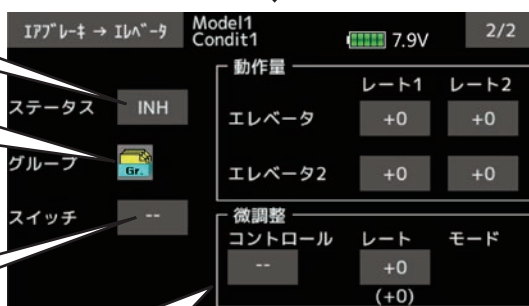 ｴｱﾌﾞﾚｰｷ → ｴﾚﾍﾞｰﾀ
Model1
Condit1
7.9V
2/2
ステータス INH
グループ Gr.
スイッチ --
動作量
レート1 レート2
エレベータ +0 +0
エレベータ2 +0 +0
微調整
コントロール レート モード
-- +0
(+0)